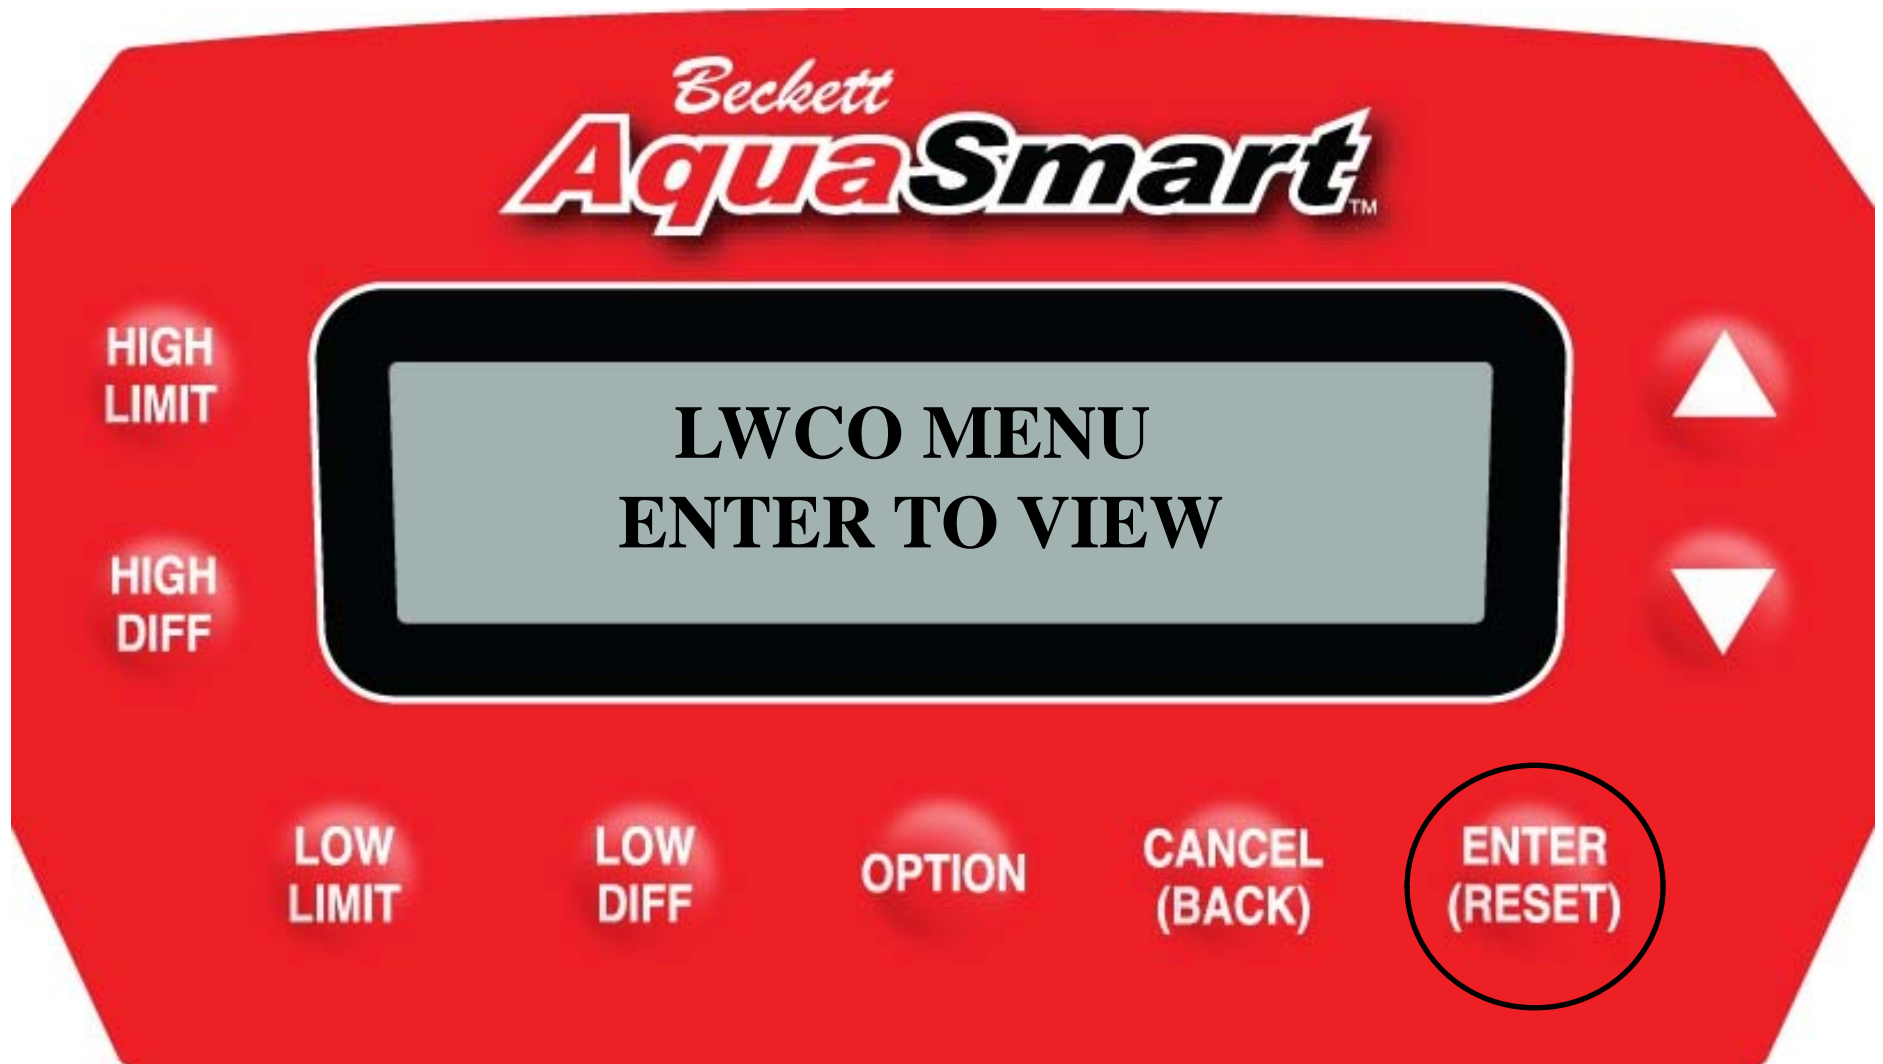 Beckett
AquaSmart™
HIGH
LIMIT
LWCO MENU
ENTER TO VIEW
HIGH
DIFF
LOW
LIMIT
LOW
DIFF
OPTION
CANCEL
(BACK)
ENTER
(RESET)